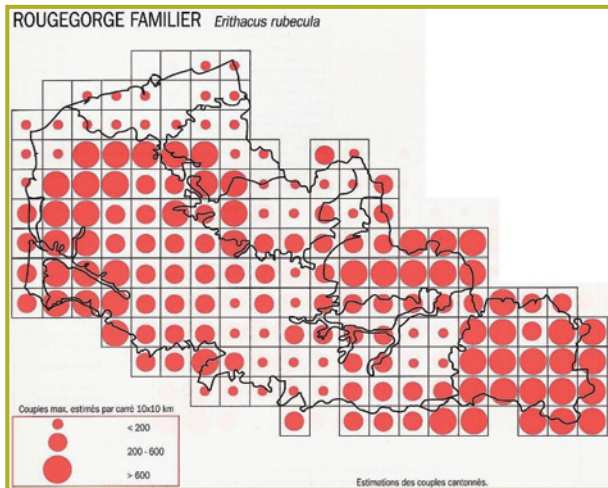 ROUGEGORGE FAMILIER Erithacus rubecula
Couples max. estimés par carré 10x10 km
< 200
200 - 600
> 600
Estimations des couples cantonnés.